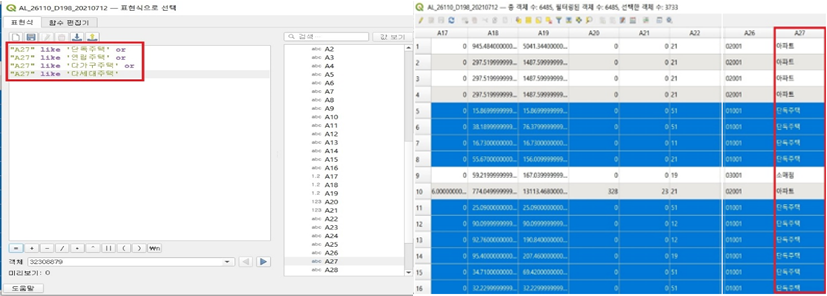 AL_26110_D198_20210712 — 표현식으로 선택
표현식 함수 편집기
"A27" like '단독주택' or
"A27" like '연립주택' or
"A27" like '다가구주택' or
"A27" like '다세대주택'
검색... 값 보기
abc A2
abc A3
abc A4
abc A5
abc A6
abc A7
abc A8
abc A9
abc A10
abc A11
abc A12
abc A13
abc A14
abc A15
abc A16
1.2 A17
1.2 A18
1.2 A19
123 A20
123 A21
abc A22
abc A23
abc A24
abc A25
abc A26
abc A27
abc A28
= + - / * ^ || ( ) '\n'
객체 32308879
미리보기: 0
도움말
AL_26110_D198_20210712 — 총 객체 수: 6485, 필터링된 객체 수: 6485, 선택한 객체 수: 3733
A17 A18 A19 A20 A21 A22 A26 A27
1 0 945.484000000... 5041.34400000... 0 0 21 02001 아파트
2 0 297.519999999... 1487.59999999... 0 0 21 02001 아파트
3 0 297.519999999... 1487.59999999... 0 0 21 02001 아파트
4 0 297.519999999... 1487.59999999... 0 0 21 02001 아파트
5 0 15.8699999999... 15.8699999999... 0 0 51 01001 단독주택
6 0 38.1899999999... 76.3799999999... 0 0 51 01001 단독주택
7 0 16.7300000000... 16.7300000000... 0 0 11 01001 단독주택
8 0 55.6700000000... 156.009999999... 0 0 21 01001 단독주택
9 0 59.2199999999... 167.039999999... 0 0 19 03001 소매점
10 6.00000000... 774.049999999... 13113.4680000... 328 23 21 02001 아파트
11 0 25.0900000000... 25.0900000000... 0 0 51 01001 단독주택
12 0 90.0999999999... 90.0999999999... 0 0 12 01001 단독주택
13 0 92.7600000000... 190.840000000... 0 0 12 01001 단독주택
14 0 95.4000000000... 207.460000000... 0 0 19 01001 단독주택
15 0 34.7100000000... 69.4200000000... 0 0 51 01001 단독주택
16 0 32.2299999999... 32.2299999999... 0 0 51 01001 단독주택